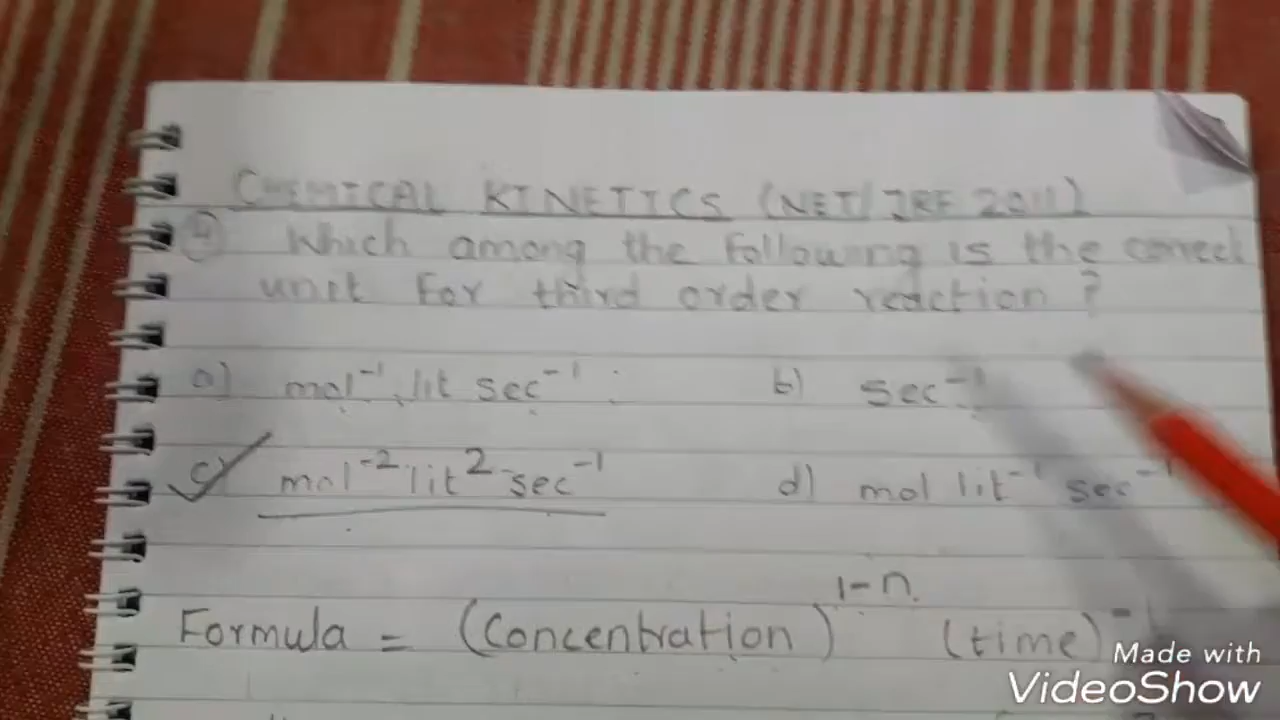 CHEMICAL KINETICS (NET/JRF 2011)
4 Which among the following is the correct
unit for third order reaction?
a) mol⁻¹ lit sec⁻¹ b) sec⁻¹
c) mol⁻² lit² sec⁻¹ d) mol lit⁻¹ sec⁻¹
Formula = (Concentration)¹⁻ⁿ (time)⁻¹
Made with
VideoShow